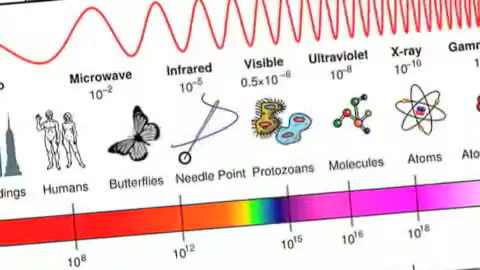 Microwave Infrared Visible Ultraviolet X-ray
10⁻² 10⁻⁵ 0.5×10⁻⁶ 10⁻⁸ 10⁻¹⁰
Humans Butterflies Needle Point Protozoans Molecules Atoms
10⁸ 10¹² 10¹⁵ 10¹⁶ 10¹⁸